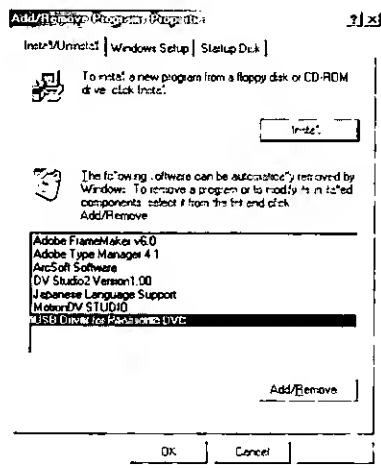 Add/Remove Programs Properties
Install/Uninstall Windows Setup Startup Disk
To install a new program from a floppy disk or CD-ROM
drive, click Install.
Install...
The following software can be automatically removed by
Windows. To remove a program or to modify its installed
components, select it from the list and click
Add/Remove
Adobe FrameMaker v6.0
Adobe Type Manager 4.1
ArcSoft Software
DV Studio2 Version1.00
Japanese Language Support
MotionDV STUDIO
USB Driver for Panasonic DVC
Add/Remove
OK Cancel